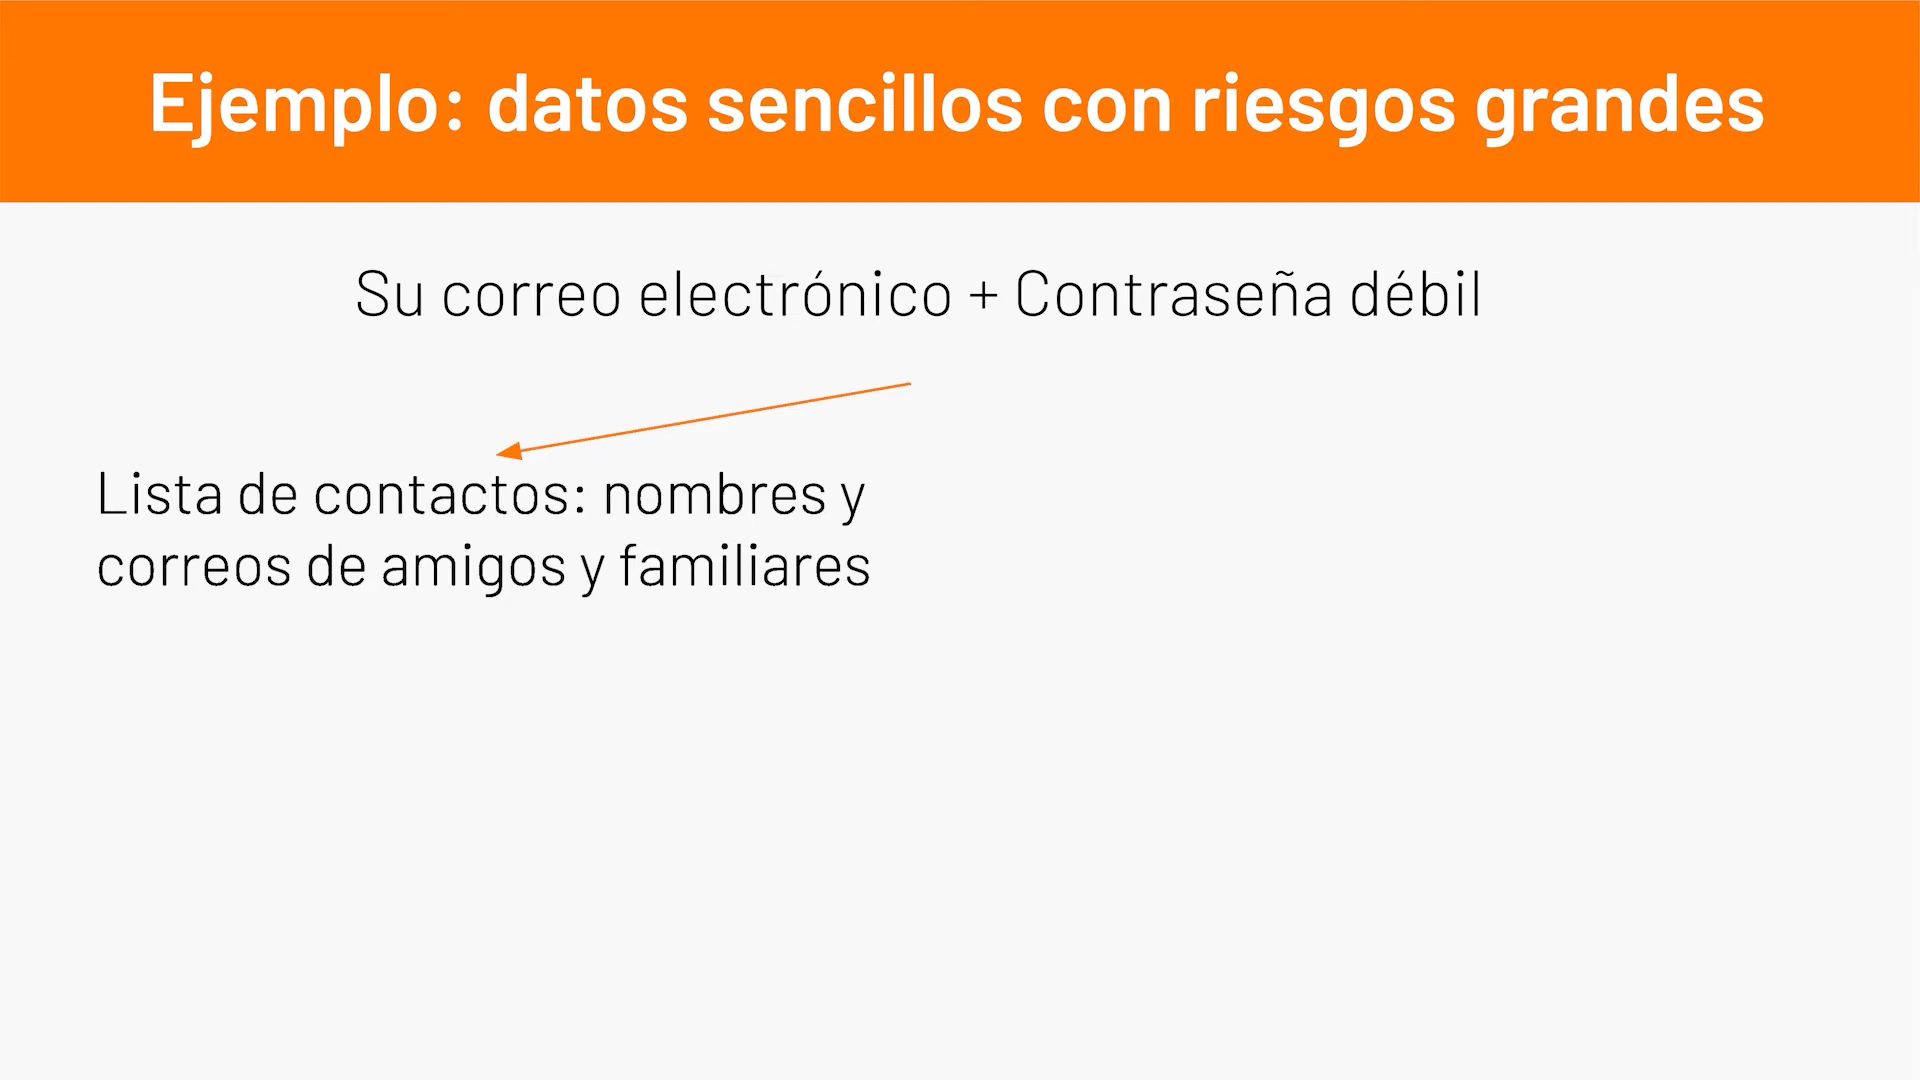 Ejemplo: datos sencillos con riesgos grandes
Su correo electrónico + Contraseña débil
Lista de contactos: nombres y
correos de amigos y familiares